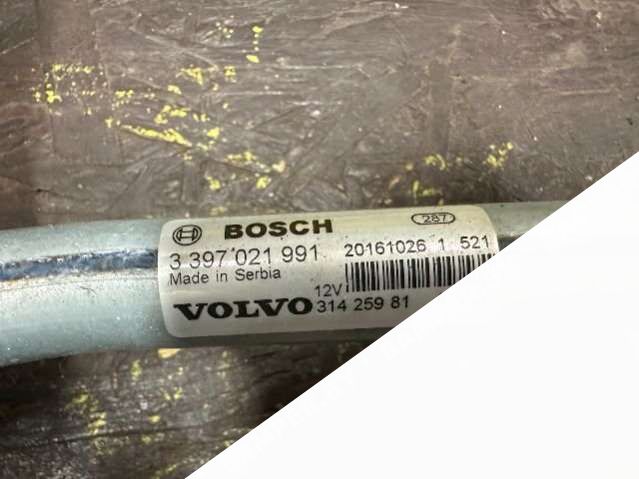 BOSCH 287
3 397 021 991 20161026 1 521
Made in Serbia
12V
VOLVO 314 259 81